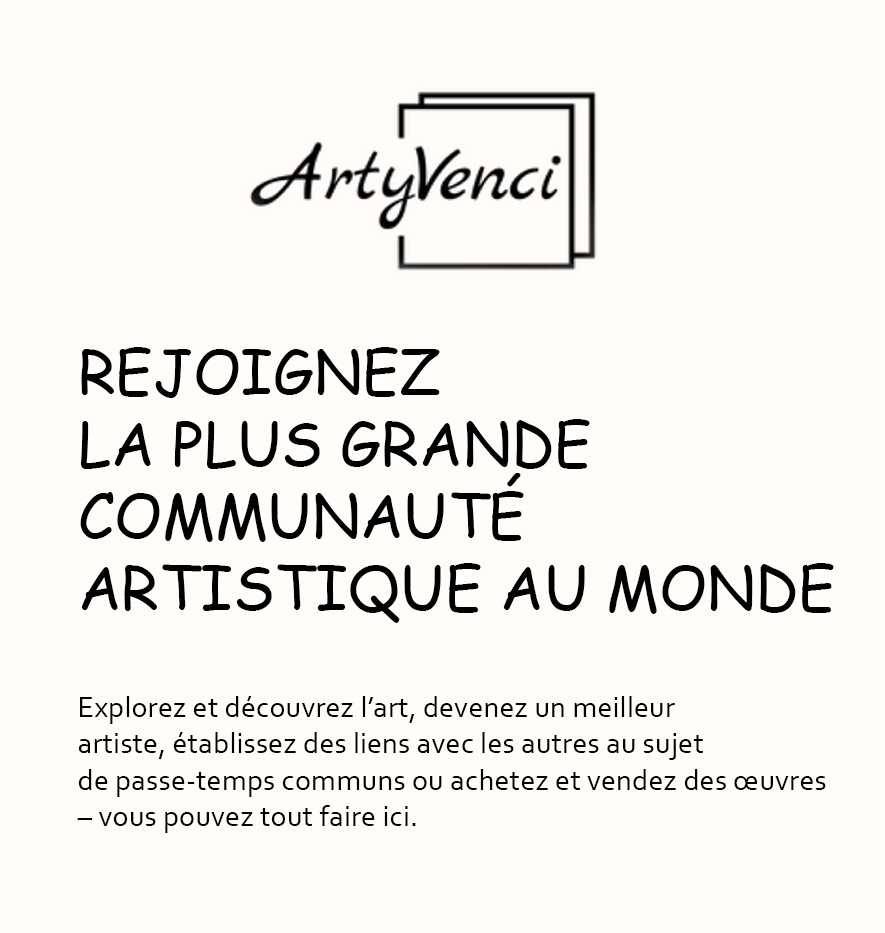 ArtyVenci
REJOIGNEZ
LA PLUS GRANDE
COMMUNAUTÉ
ARTISTIQUE AU MONDE
Explorez et découvrez l’art, devenez un meilleur
artiste, établissez des liens avec les autres au sujet
de passe-temps communs ou achetez et vendez des œuvres
– vous pouvez tout faire ici.